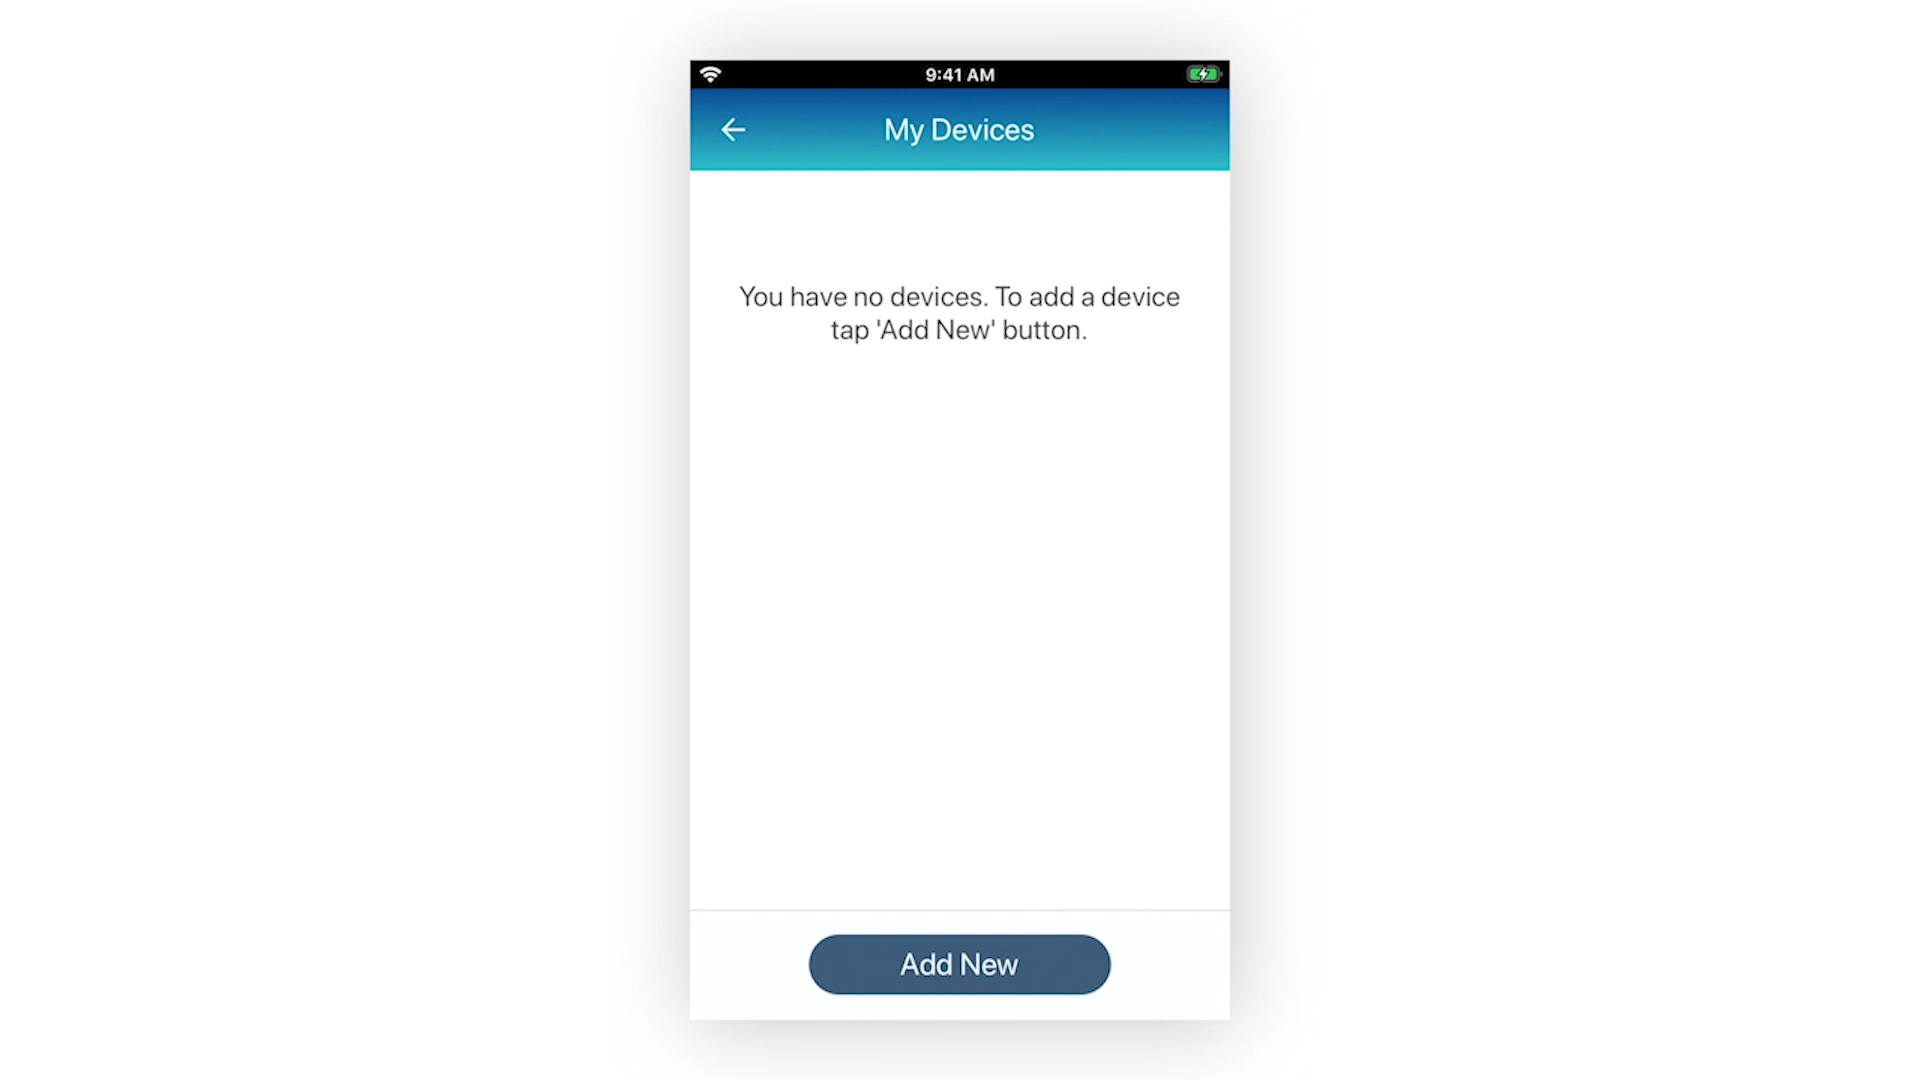 9:41 AM
My Devices
You have no devices. To add a device
tap 'Add New' button.
Add New